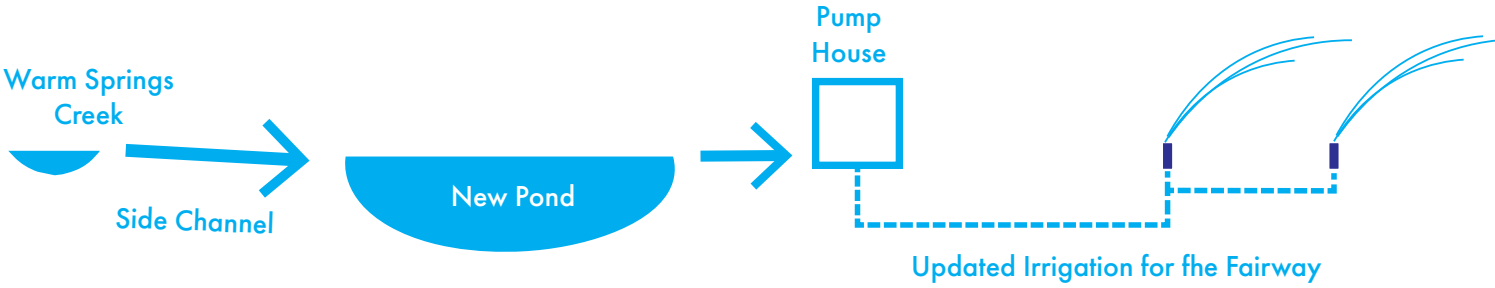 Warm Springs
Creek
Side Channel
New Pond
Pump
House
Updated Irrigation for fhe Fairway